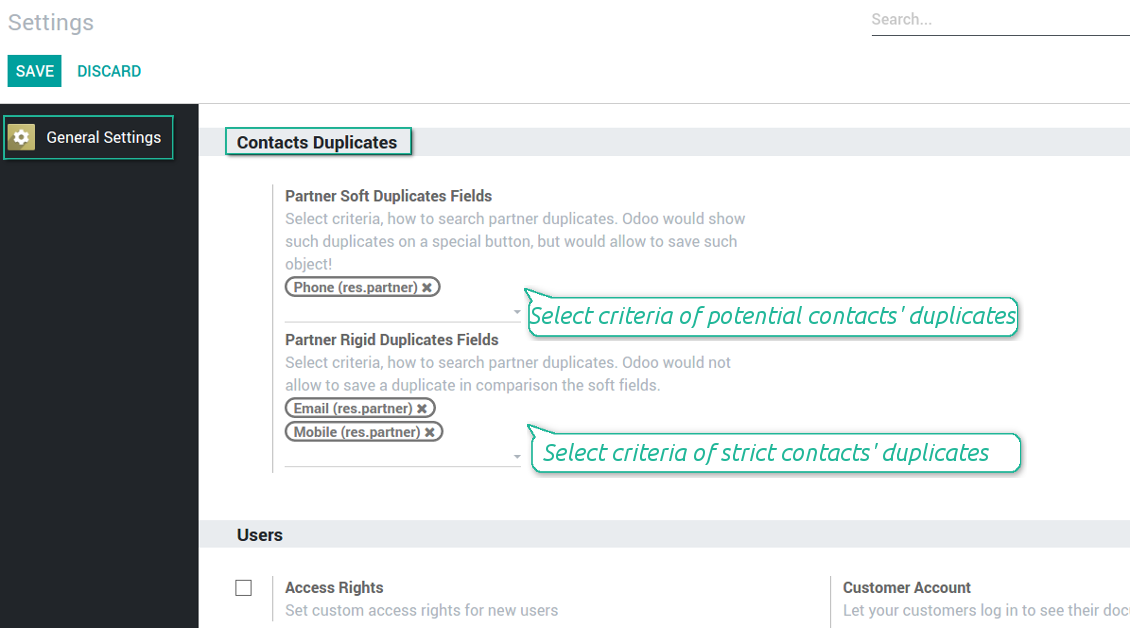 Settings
Search...
SAVE DISCARD
General Settings
Contacts Duplicates
Partner Soft Duplicates Fields
Select criteria, how to search partner duplicates. Odoo would show
such duplicates on a special button, but would allow to save such
object!
Phone (res.partner) ✖
Select criteria of potential contacts' duplicates
Partner Rigid Duplicates Fields
Select criteria, how to search partner duplicates. Odoo would not
allow to save a duplicate in comparison the soft fields.
Email (res.partner) ✖
Mobile (res.partner) ✖
Select criteria of strict contacts' duplicates
Users
Access Rights
Set custom access rights for new users
Customer Account
Let your customers log in to see their doc